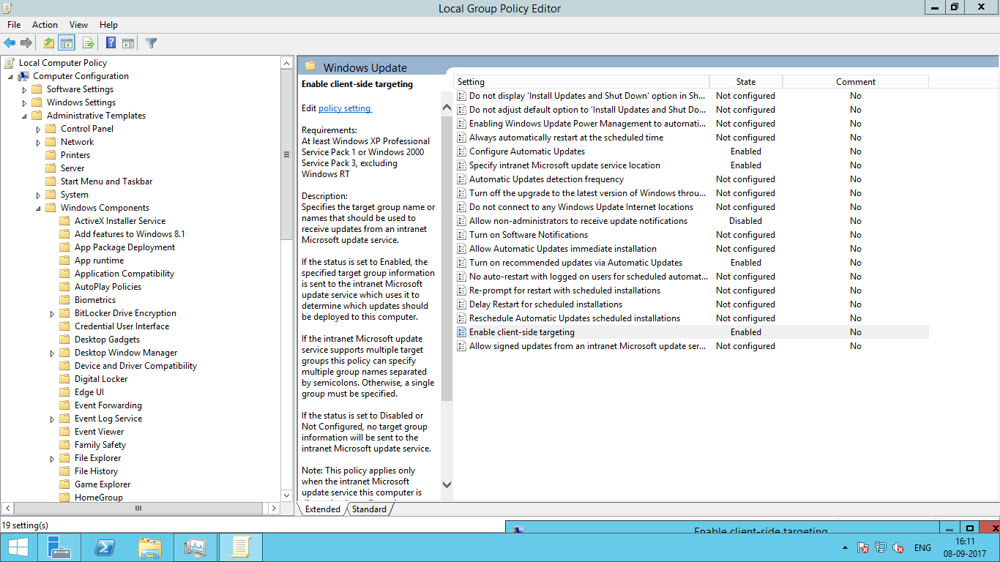 Local Group Policy Editor
File Action View Help
Local Computer Policy
Computer Configuration
Software Settings
Windows Settings
Administrative Templates
Control Panel
Network
Printers
Server
Start Menu and Taskbar
System
Windows Components
ActiveX Installer Service
Add features to Windows 8.1
App Package Deployment
App runtime
Application Compatibility
AutoPlay Policies
Biometrics
BitLocker Drive Encryption
Credential User Interface
Desktop Gadgets
Desktop Window Manager
Device and Driver Compatibility
Digital Locker
Edge UI
Event Forwarding
Event Log Service
Event Viewer
Family Safety
File Explorer
File History
Game Explorer
HomeGroup
Windows Update
Enable client-side targeting
Edit policy setting
Requirements:
At least Windows XP Professional
Service Pack 1 or Windows 2000
Service Pack 3, excluding
Windows RT
Description:
Specifies the target group name or
names that should be used to
receive updates from an intranet
Microsoft update service.
If the status is set to Enabled, the
specified target group information
is sent to the intranet Microsoft
update service which uses it to
determine which updates should
be deployed to this computer.
If the intranet Microsoft update
service supports multiple target
groups this policy can specify
multiple group names separated
by semicolons. Otherwise, a single
group must be specified.
If the status is set to Disabled or
Not Configured, no target group
information will be sent to the
intranet Microsoft update service.
Note: This policy applies only
when the intranet Microsoft
update service this computer is
Setting State Comment
Do not display 'Install Updates and Shut Down' option in Sh... Not configured No
Do not adjust default option to 'Install Updates and Shut Do... Not configured No
Enabling Windows Update Power Management to automati... Not configured No
Always automatically restart at the scheduled time Not configured No
Configure Automatic Updates Enabled No
Specify intranet Microsoft update service location Enabled No
Automatic Updates detection frequency Not configured No
Turn off the upgrade to the latest version of Windows throu... Not configured No
Do not connect to any Windows Update Internet locations Not configured No
Allow non-administrators to receive update notifications Disabled No
Turn on Software Notifications Not configured No
Allow Automatic Updates immediate installation Not configured No
Turn on recommended updates via Automatic Updates Enabled No
No auto-restart with logged on users for scheduled automat... Not configured No
Re-prompt for restart with scheduled installations Not configured No
Delay Restart for scheduled installations Not configured No
Reschedule Automatic Updates scheduled installations Not configured No
Enable client-side targeting Enabled No
Allow signed updates from an intranet Microsoft update ser... Not configured No
Extended Standard
19 setting(s)
Enable client-side targeting
ENG
16:11
08-09-2017